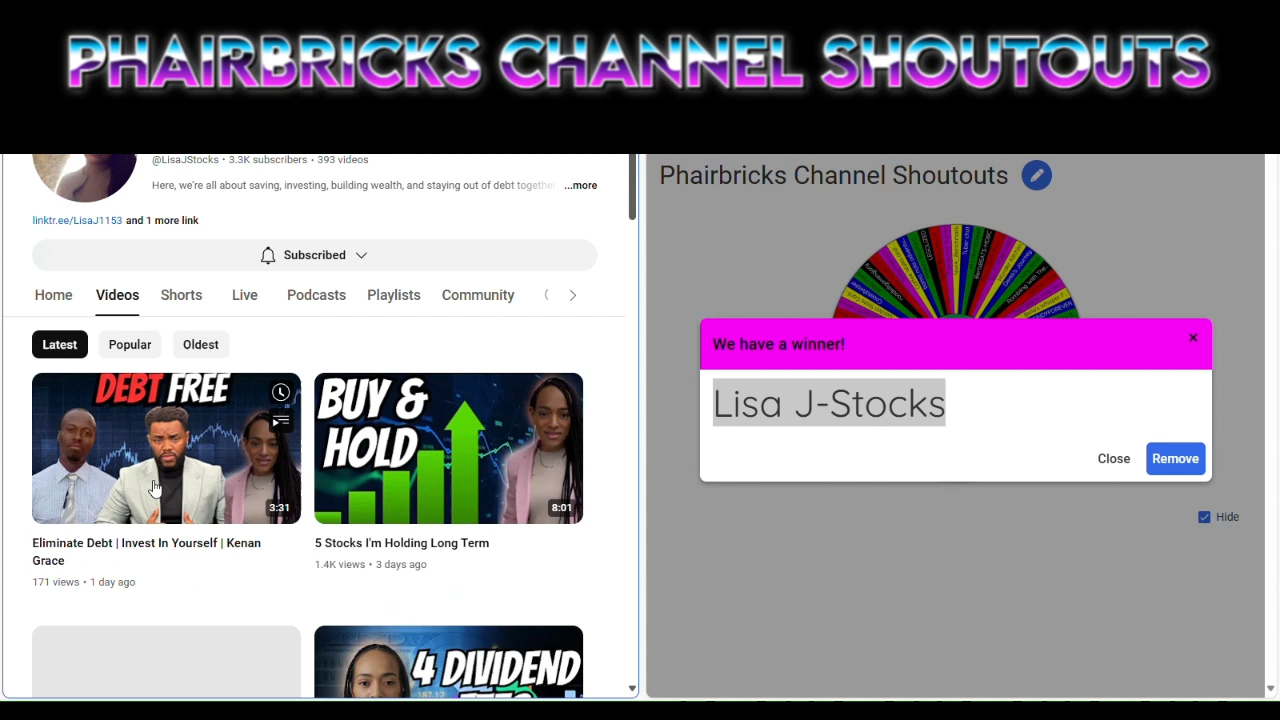 PHAIRBRICKS CHANNEL SHOUTOUTS
@LisaJStocks • 3.3K subscribers • 393 videos
Here, we're all about saving, investing, building wealth, and staying out of debt together ...more
linktr.ee/LisaJ1153 and 1 more link
Subscribed
Home Videos Shorts Live Podcasts Playlists Community
Latest Popular Oldest
DEBT FREE
3:31
BUY &
HOLD
8:01
Eliminate Debt | Invest In Yourself | Kenan
Grace
171 views • 1 day ago
5 Stocks I'm Holding Long Term
1.4K views • 3 days ago
4 DIVIDEND
187.12
Phairbricks Channel Shoutouts
We have a winner!
×
Lisa J-Stocks
Close Remove
Hide